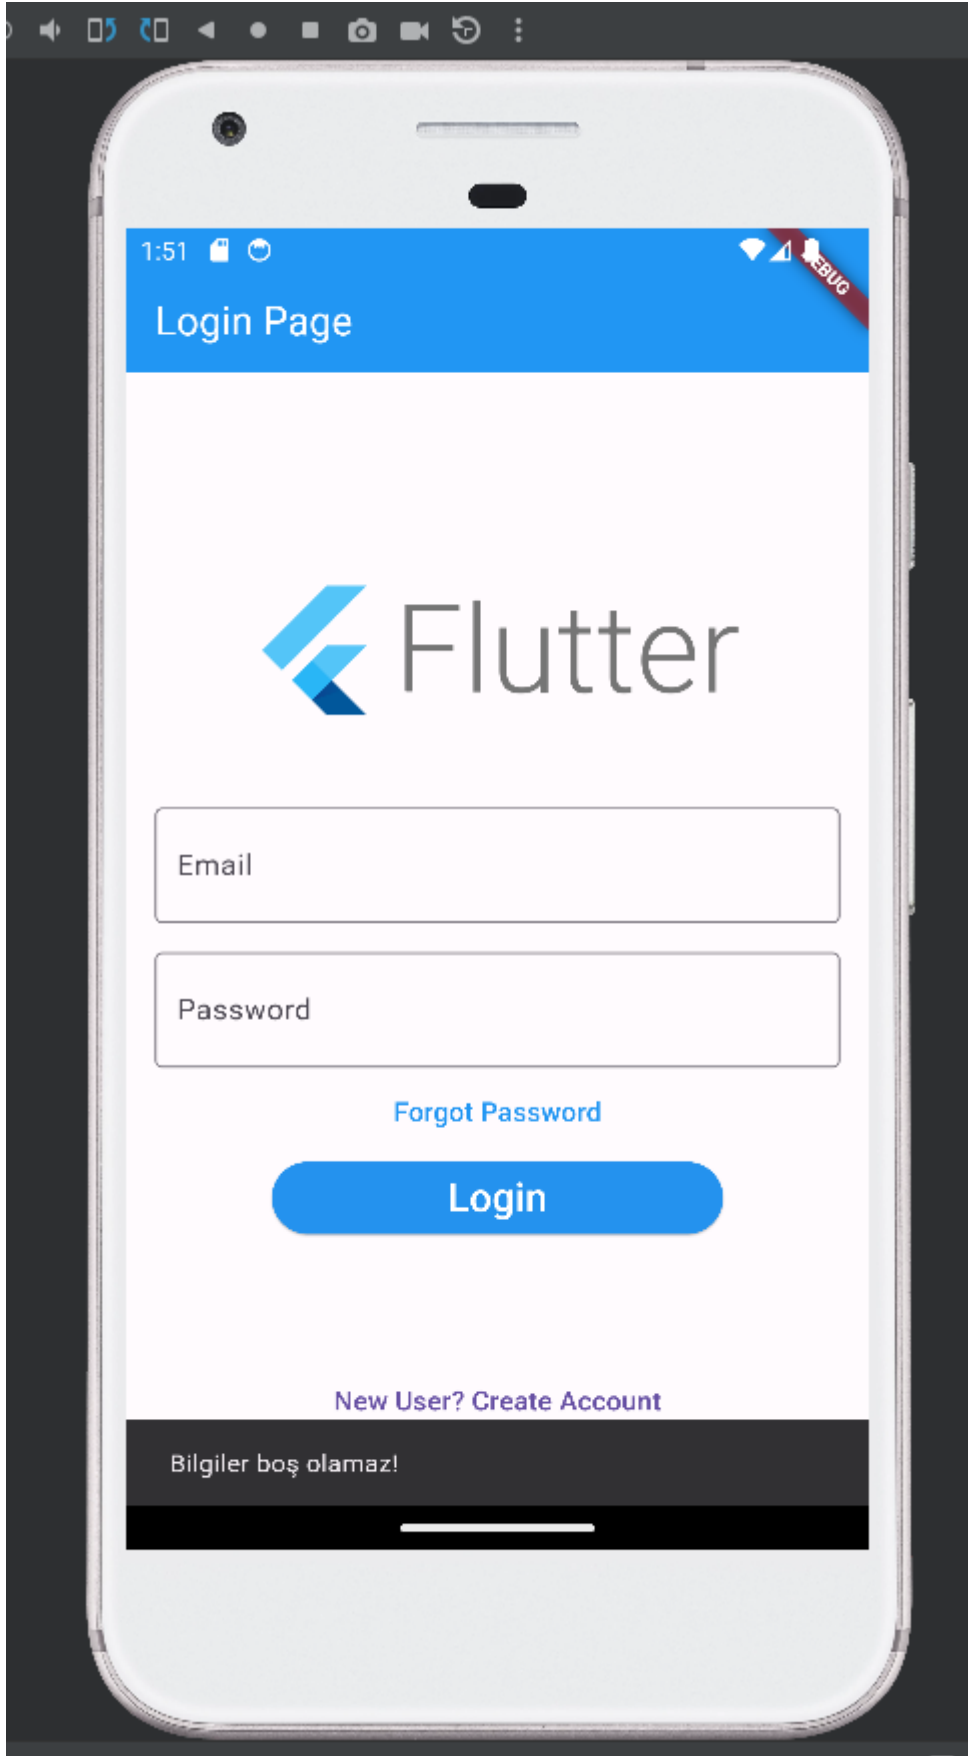 1:51
DEBUG
Login Page
Flutter
Email
Password
Forgot Password
Login
New User? Create Account
Bilgiler boş olamaz!